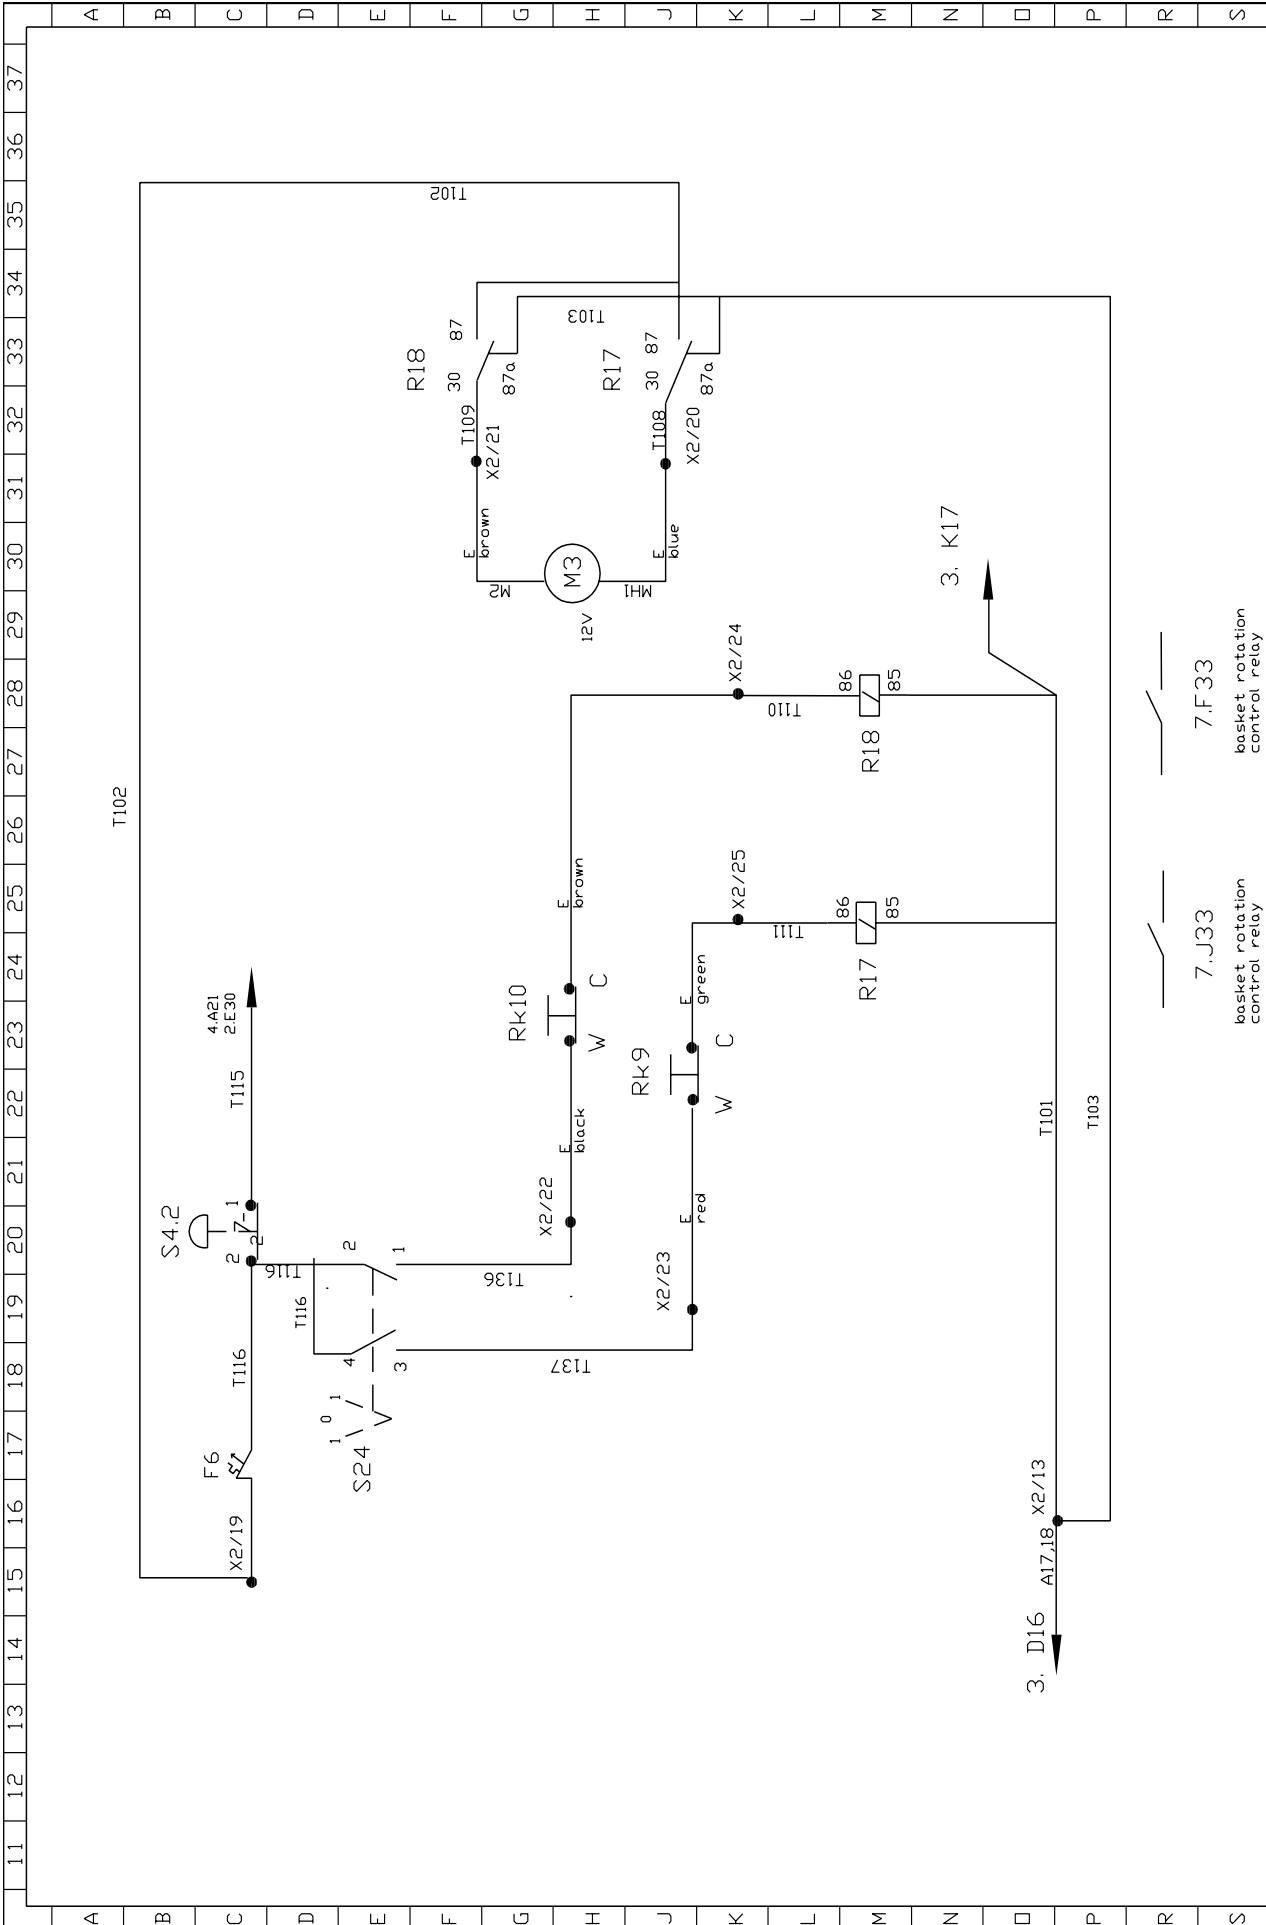 A B C D E F G H J K L M N O P R S
37
36
35
34
33
32
31
30
29
28
27
26
25
24
23
22
21
20
19
18
17
16
15
14
13
12
11
A B C D E F G H J K L M N O P R S
T102
T102
X2/19
F6
T116
S4.2
2
1
2
T115
4.A21
2.E30
T116
T116
S24
1 0 1
4
3
2
1
T136
T137
X2/22
E
black
Rk10
W
C
E
brown
X2/23
E
red
Rk9
W
C
E
green
X2/25
T111
86
85
R17
X2/24
T110
86
85
R18
M3
12V
M2
MH1
E
brown
E
blue
X2/21
T109
X2/20
T108
R18
30
87
87a
R17
30
87
87a
T103
3. K17
3. D16
A17,18
X2/13
T101
T103
7.J33
basket rotation
control relay
7.F33
basket rotation
control relay